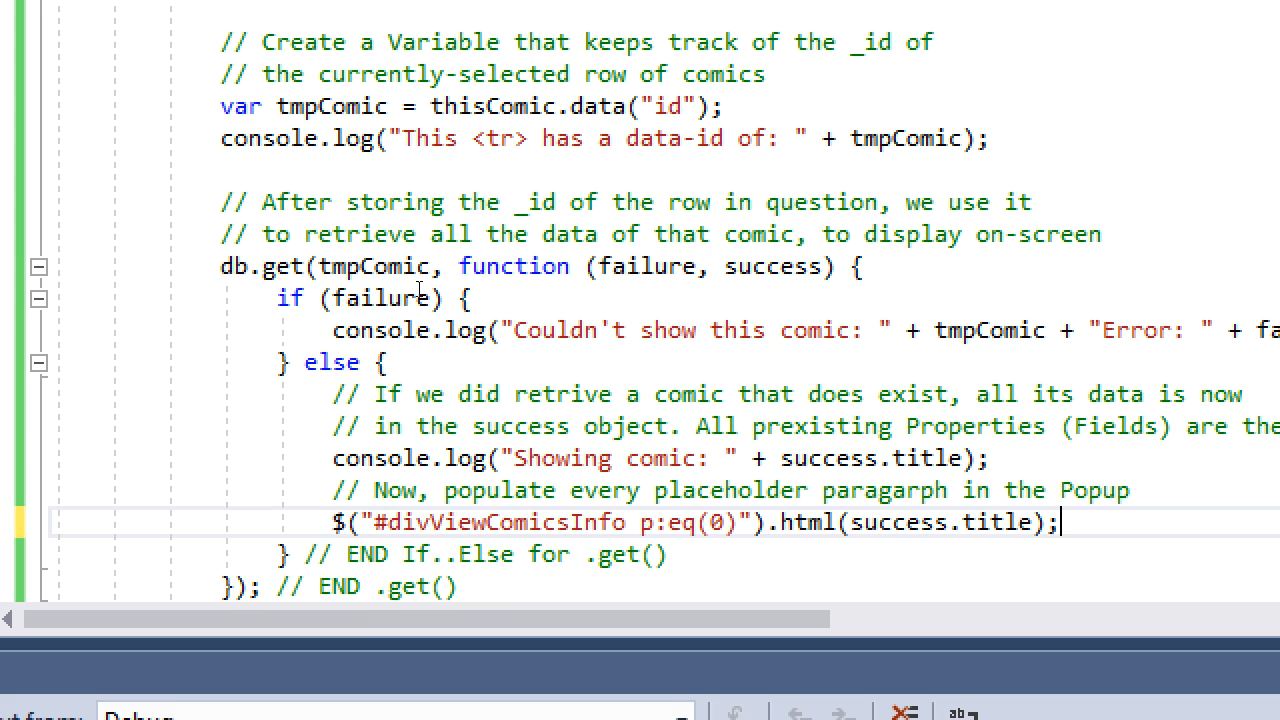 // Create a Variable that keeps track of the _id of
// the currently-selected row of comics
var tmpComic = thisComic.data("id");
console.log("This <tr> has a data-id of: " + tmpComic);
// After storing the _id of the row in question, we use it
// to retrieve all the data of that comic, to display on-screen
db.get(tmpComic, function (failure, success) {
if (failure) {
console.log("Couldn't show this comic: " + tmpComic + "Error: " + fa
} else {
// If we did retrive a comic that does exist, all its data is now
// in the success object. All prexisting Properties (Fields) are the
console.log("Showing comic: " + success.title);
// Now, populate every placeholder paragarph in the Popup
$("#divViewComicsInfo p:eq(0)").html(success.title);
} // END If..Else for .get()
}); // END .get()